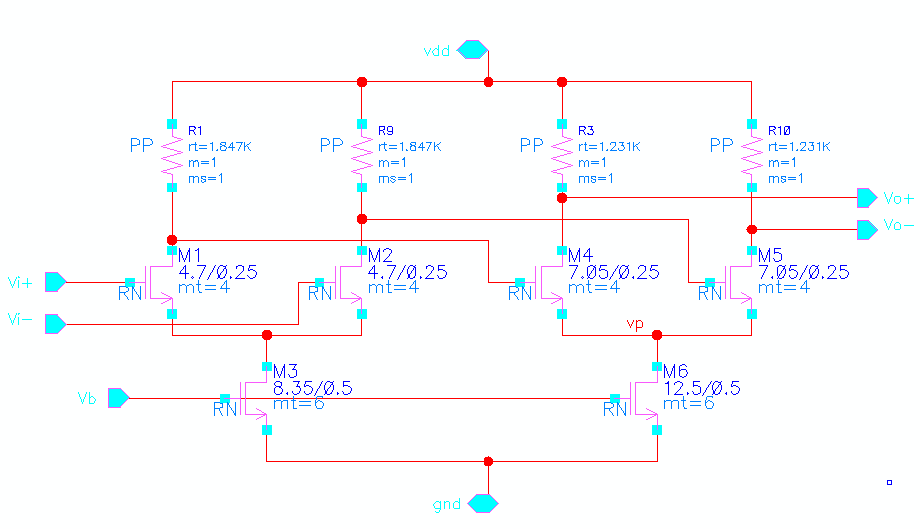 vdd
R1
PP
rt=1.847K
m=1
ms=1
R9
PP
rt=1.847K
m=1
ms=1
R3
PP
rt=1.231K
m=1
ms=1
R10
PP
rt=1.231K
m=1
ms=1
Vo+
Vo-
M1
4.7/0.25
mt=4
RN
M2
4.7/0.25
mt=4
RN
M4
7.05/0.25
mt=4
RN
M5
7.05/0.25
mt=4
RN
Vi+
Vi-
vp
M3
8.35/0.5
mt=6
RN
M6
12.5/0.5
mt=6
RN
Vb
gnd